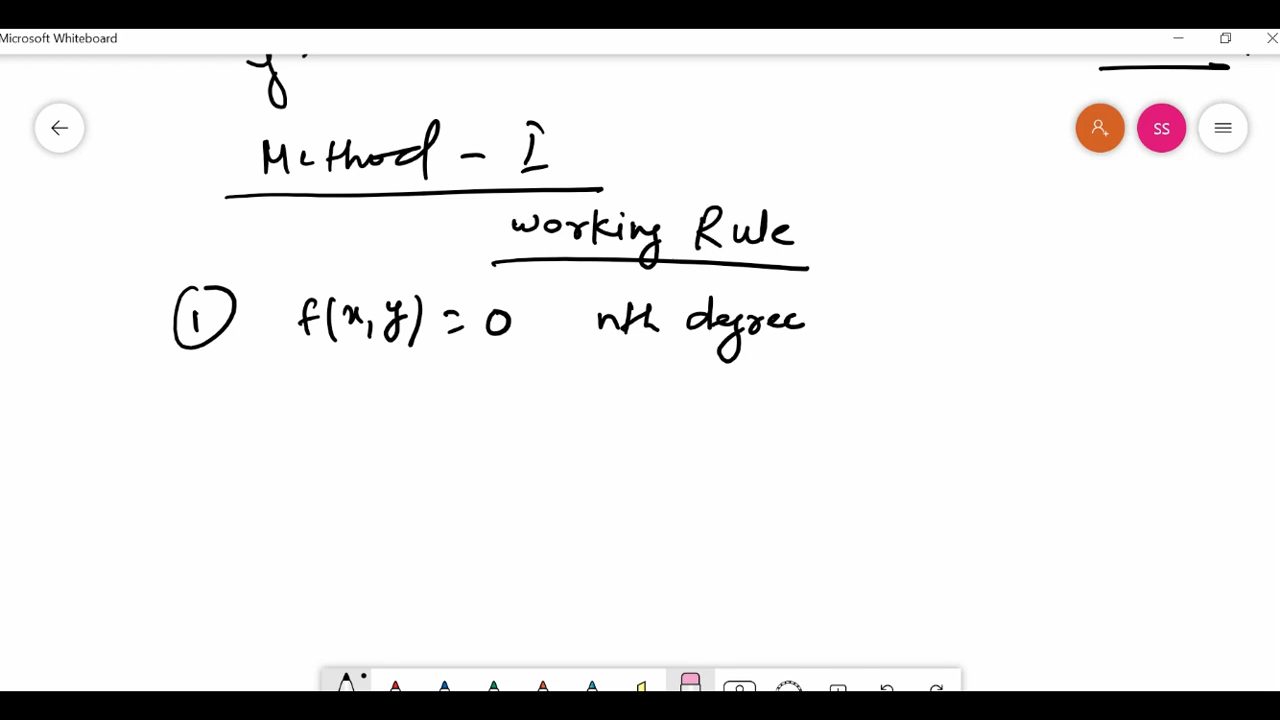 Microsoft Whiteboard
Method - I
SS
working Rule
① f(x, y) = 0 nth degree